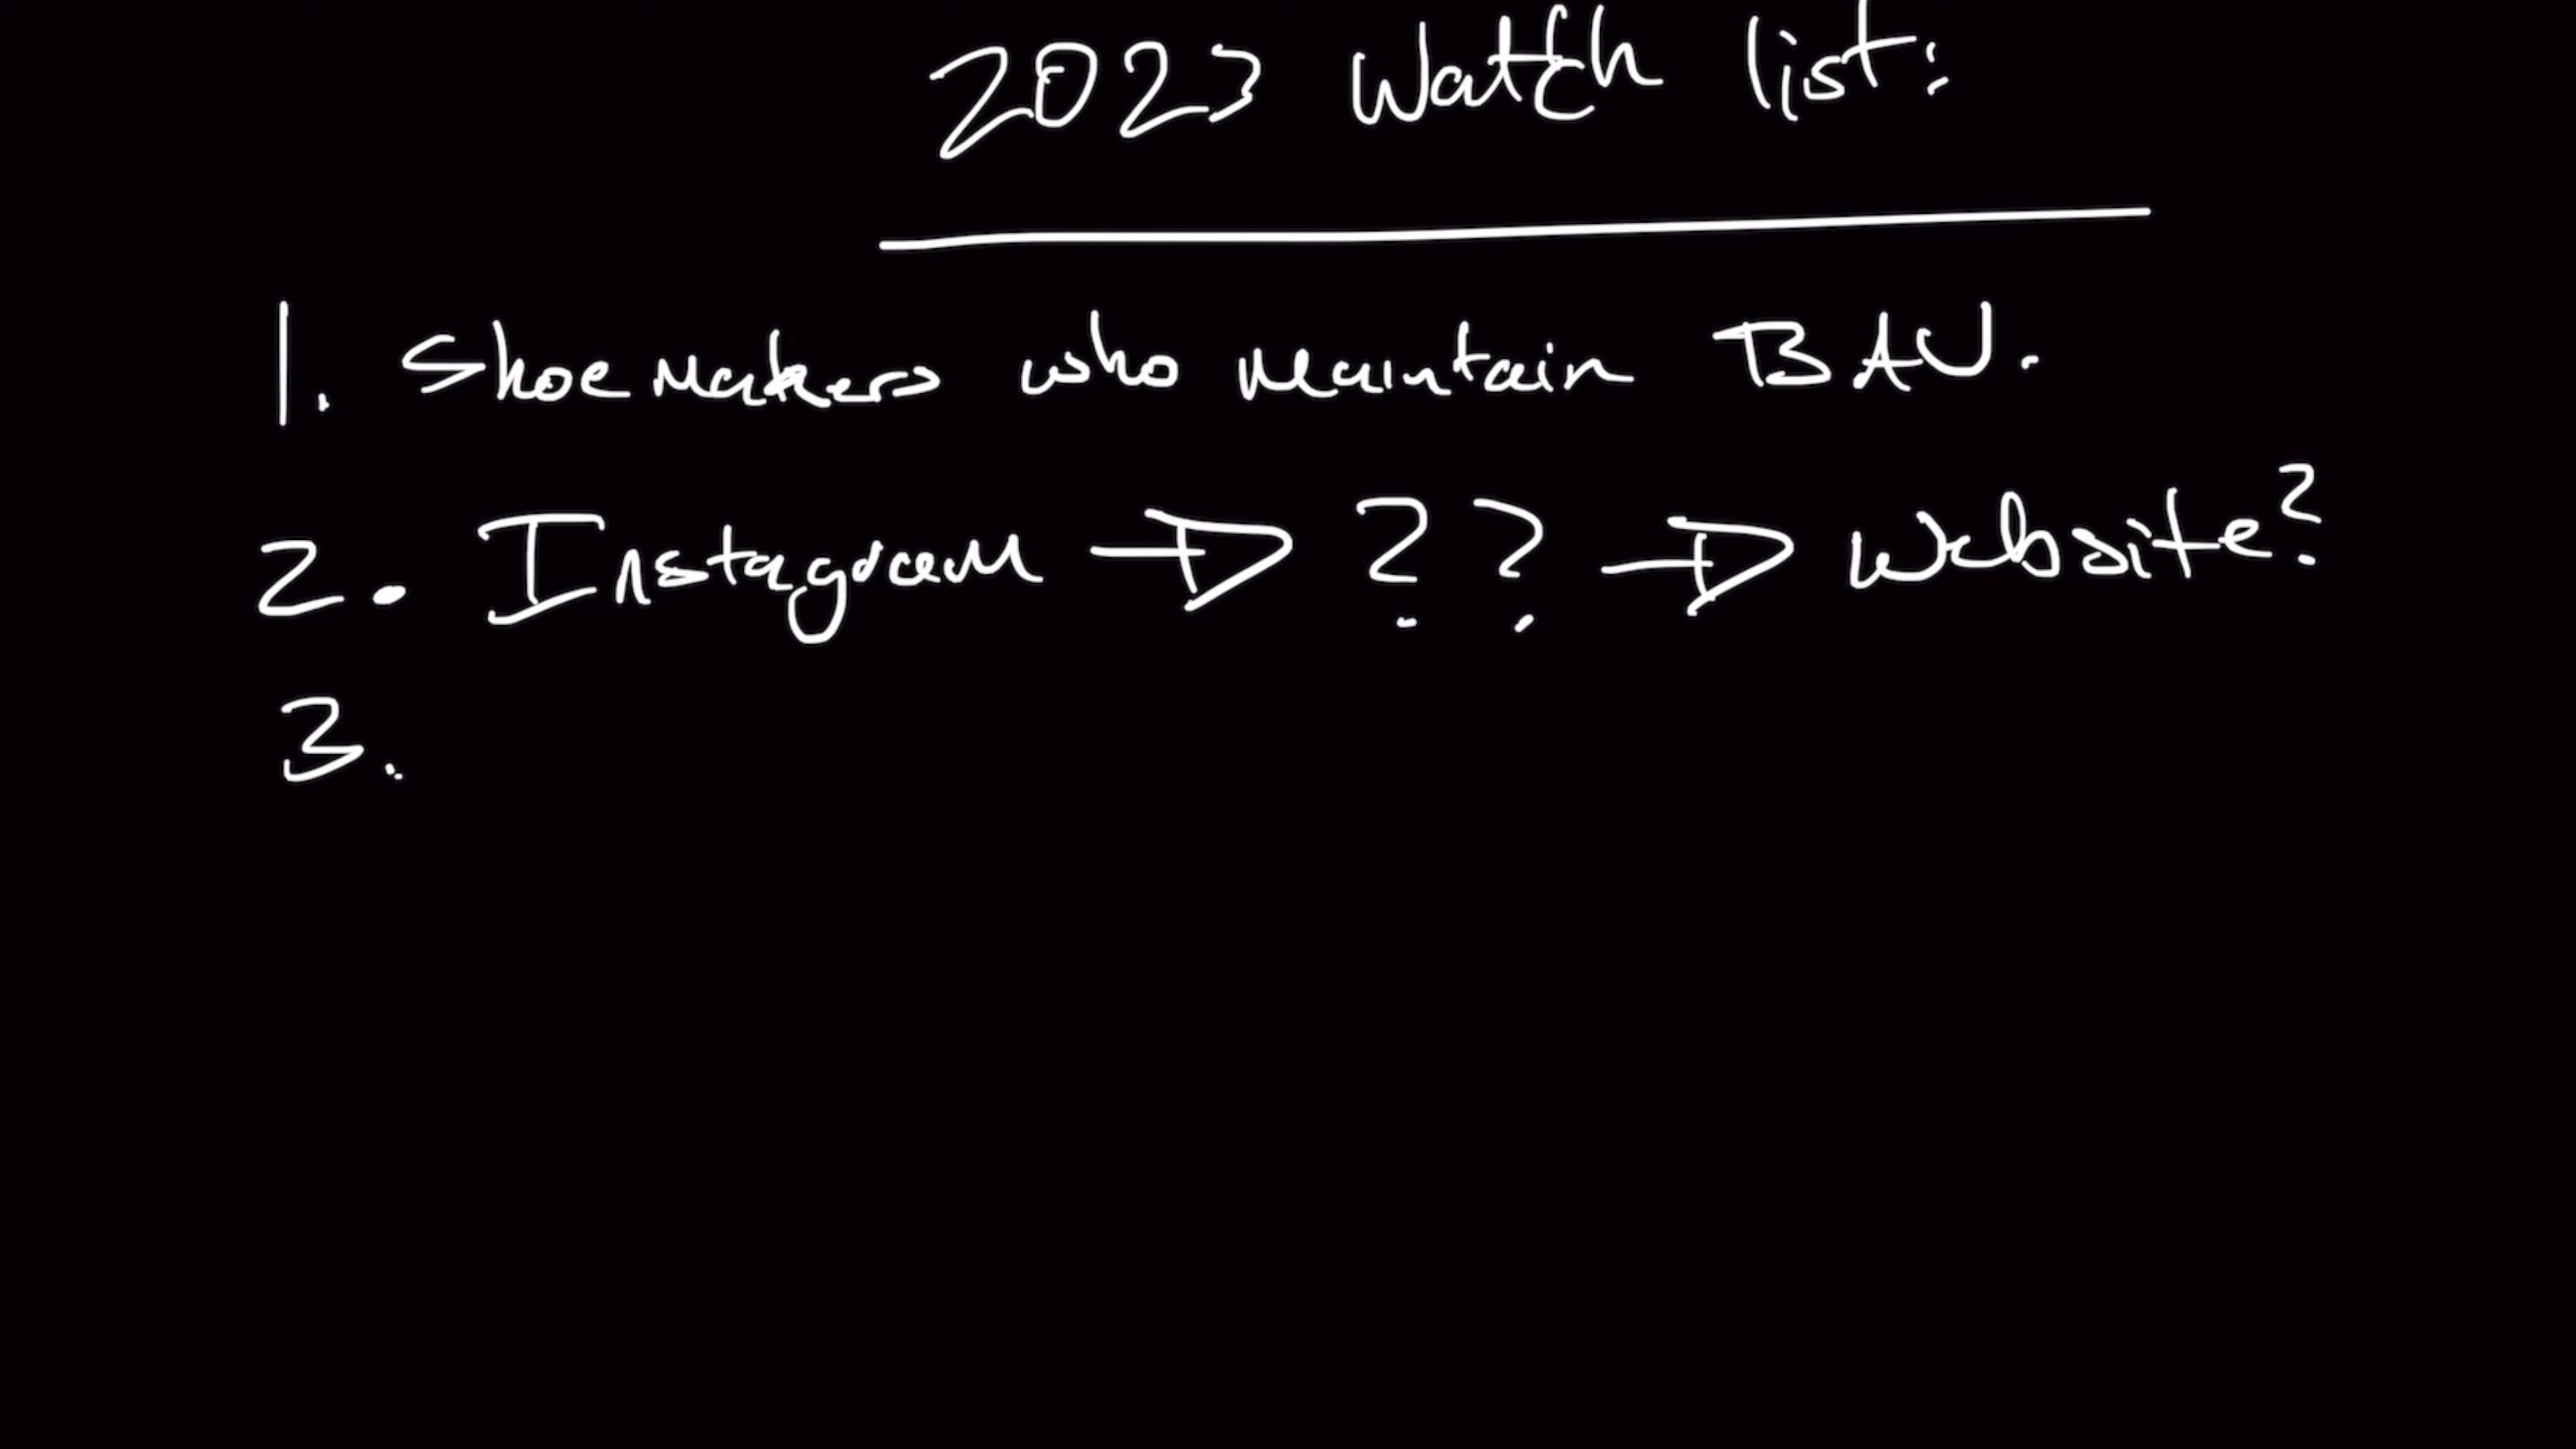 2023 Watch list:
1. Shoemakers who maintain BAU.
2. Instagram → ?? → Website?
3.